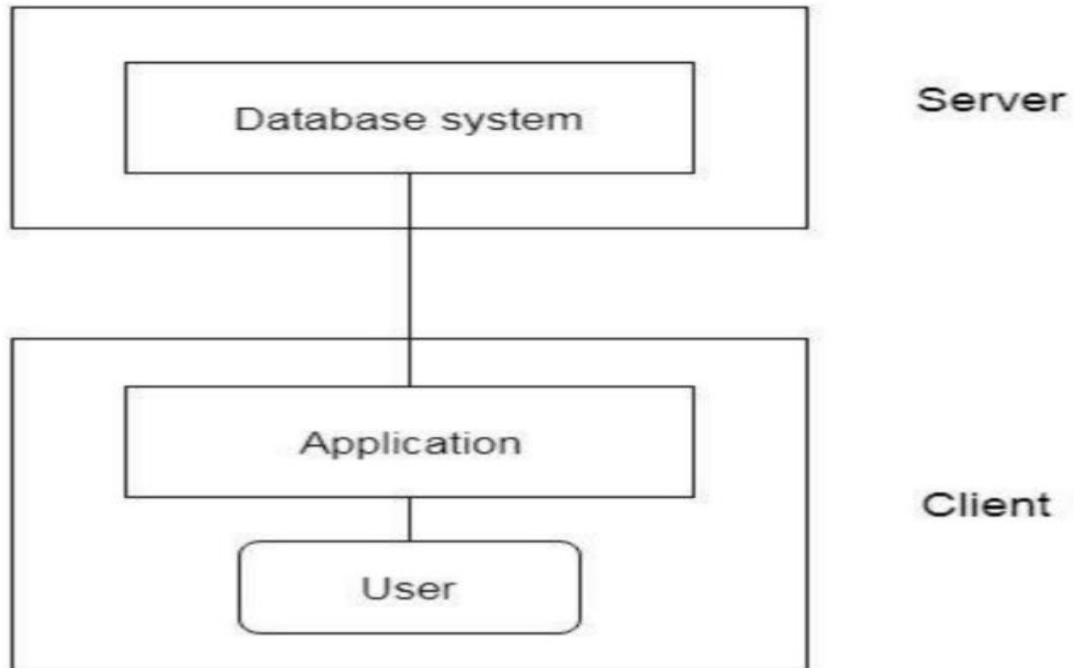 Database system
Server
Application
Client
User